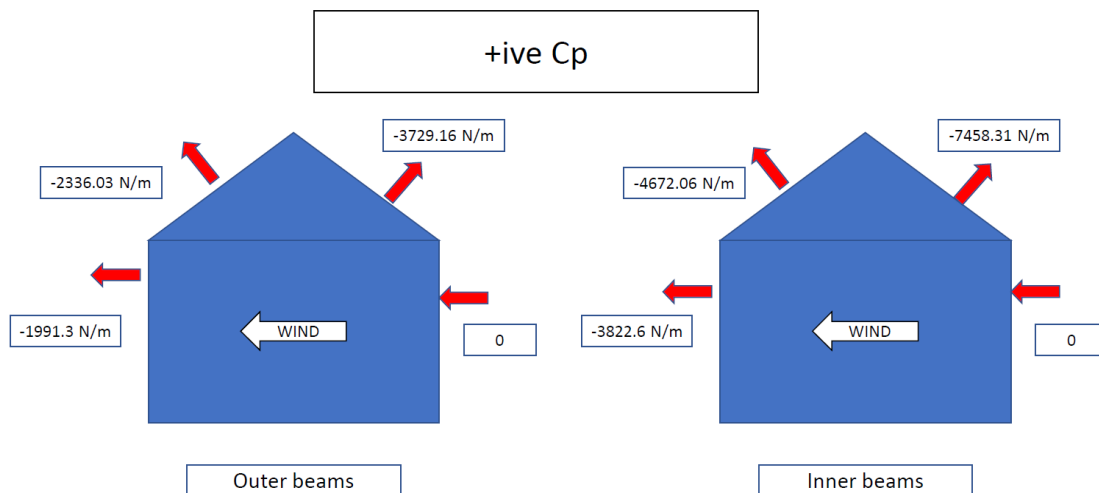 +ive Cp
-3729.16 N/m
-2336.03 N/m
-1991.3 N/m
WIND
0
Outer beams
-7458.31 N/m
-4672.06 N/m
-3822.6 N/m
WIND
0
Inner beams